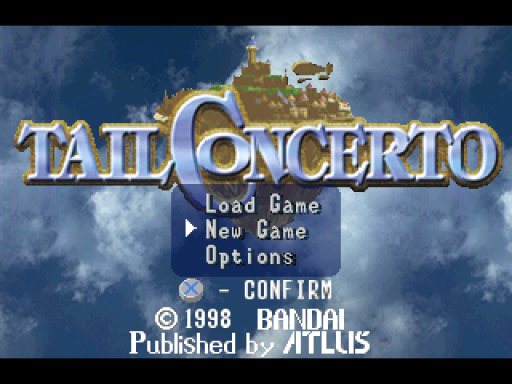 TAIL CONCERTO
Load Game
New Game
Options
- CONFIRM
© 1998 BANDAI
Published by ATLUS